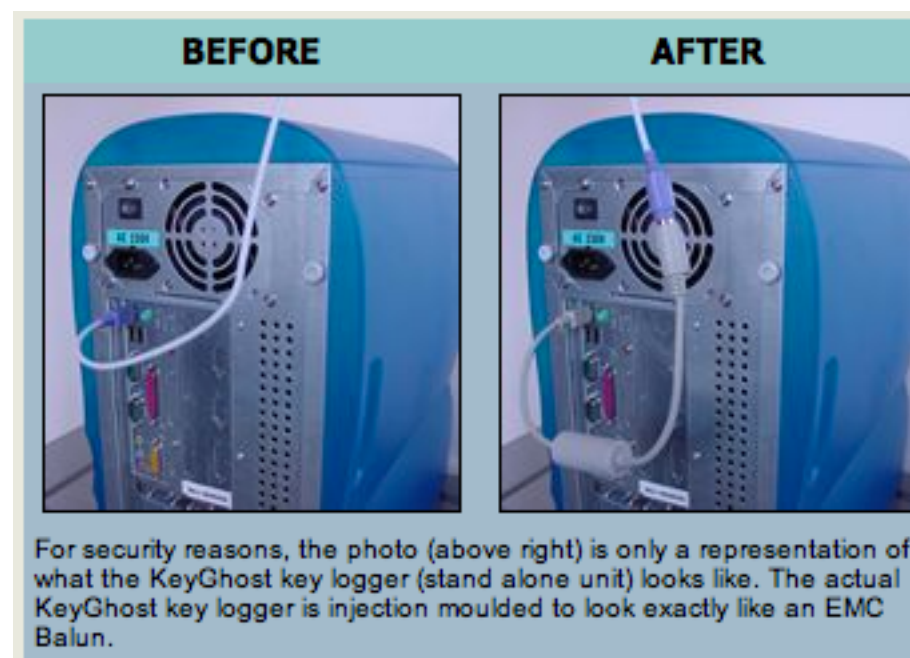 BEFORE
AFTER
For security reasons, the photo (above right) is only a representation of
what the KeyGhost key logger (stand alone unit) looks like. The actual
KeyGhost key logger is injection moulded to look exactly like an EMC
Balun.